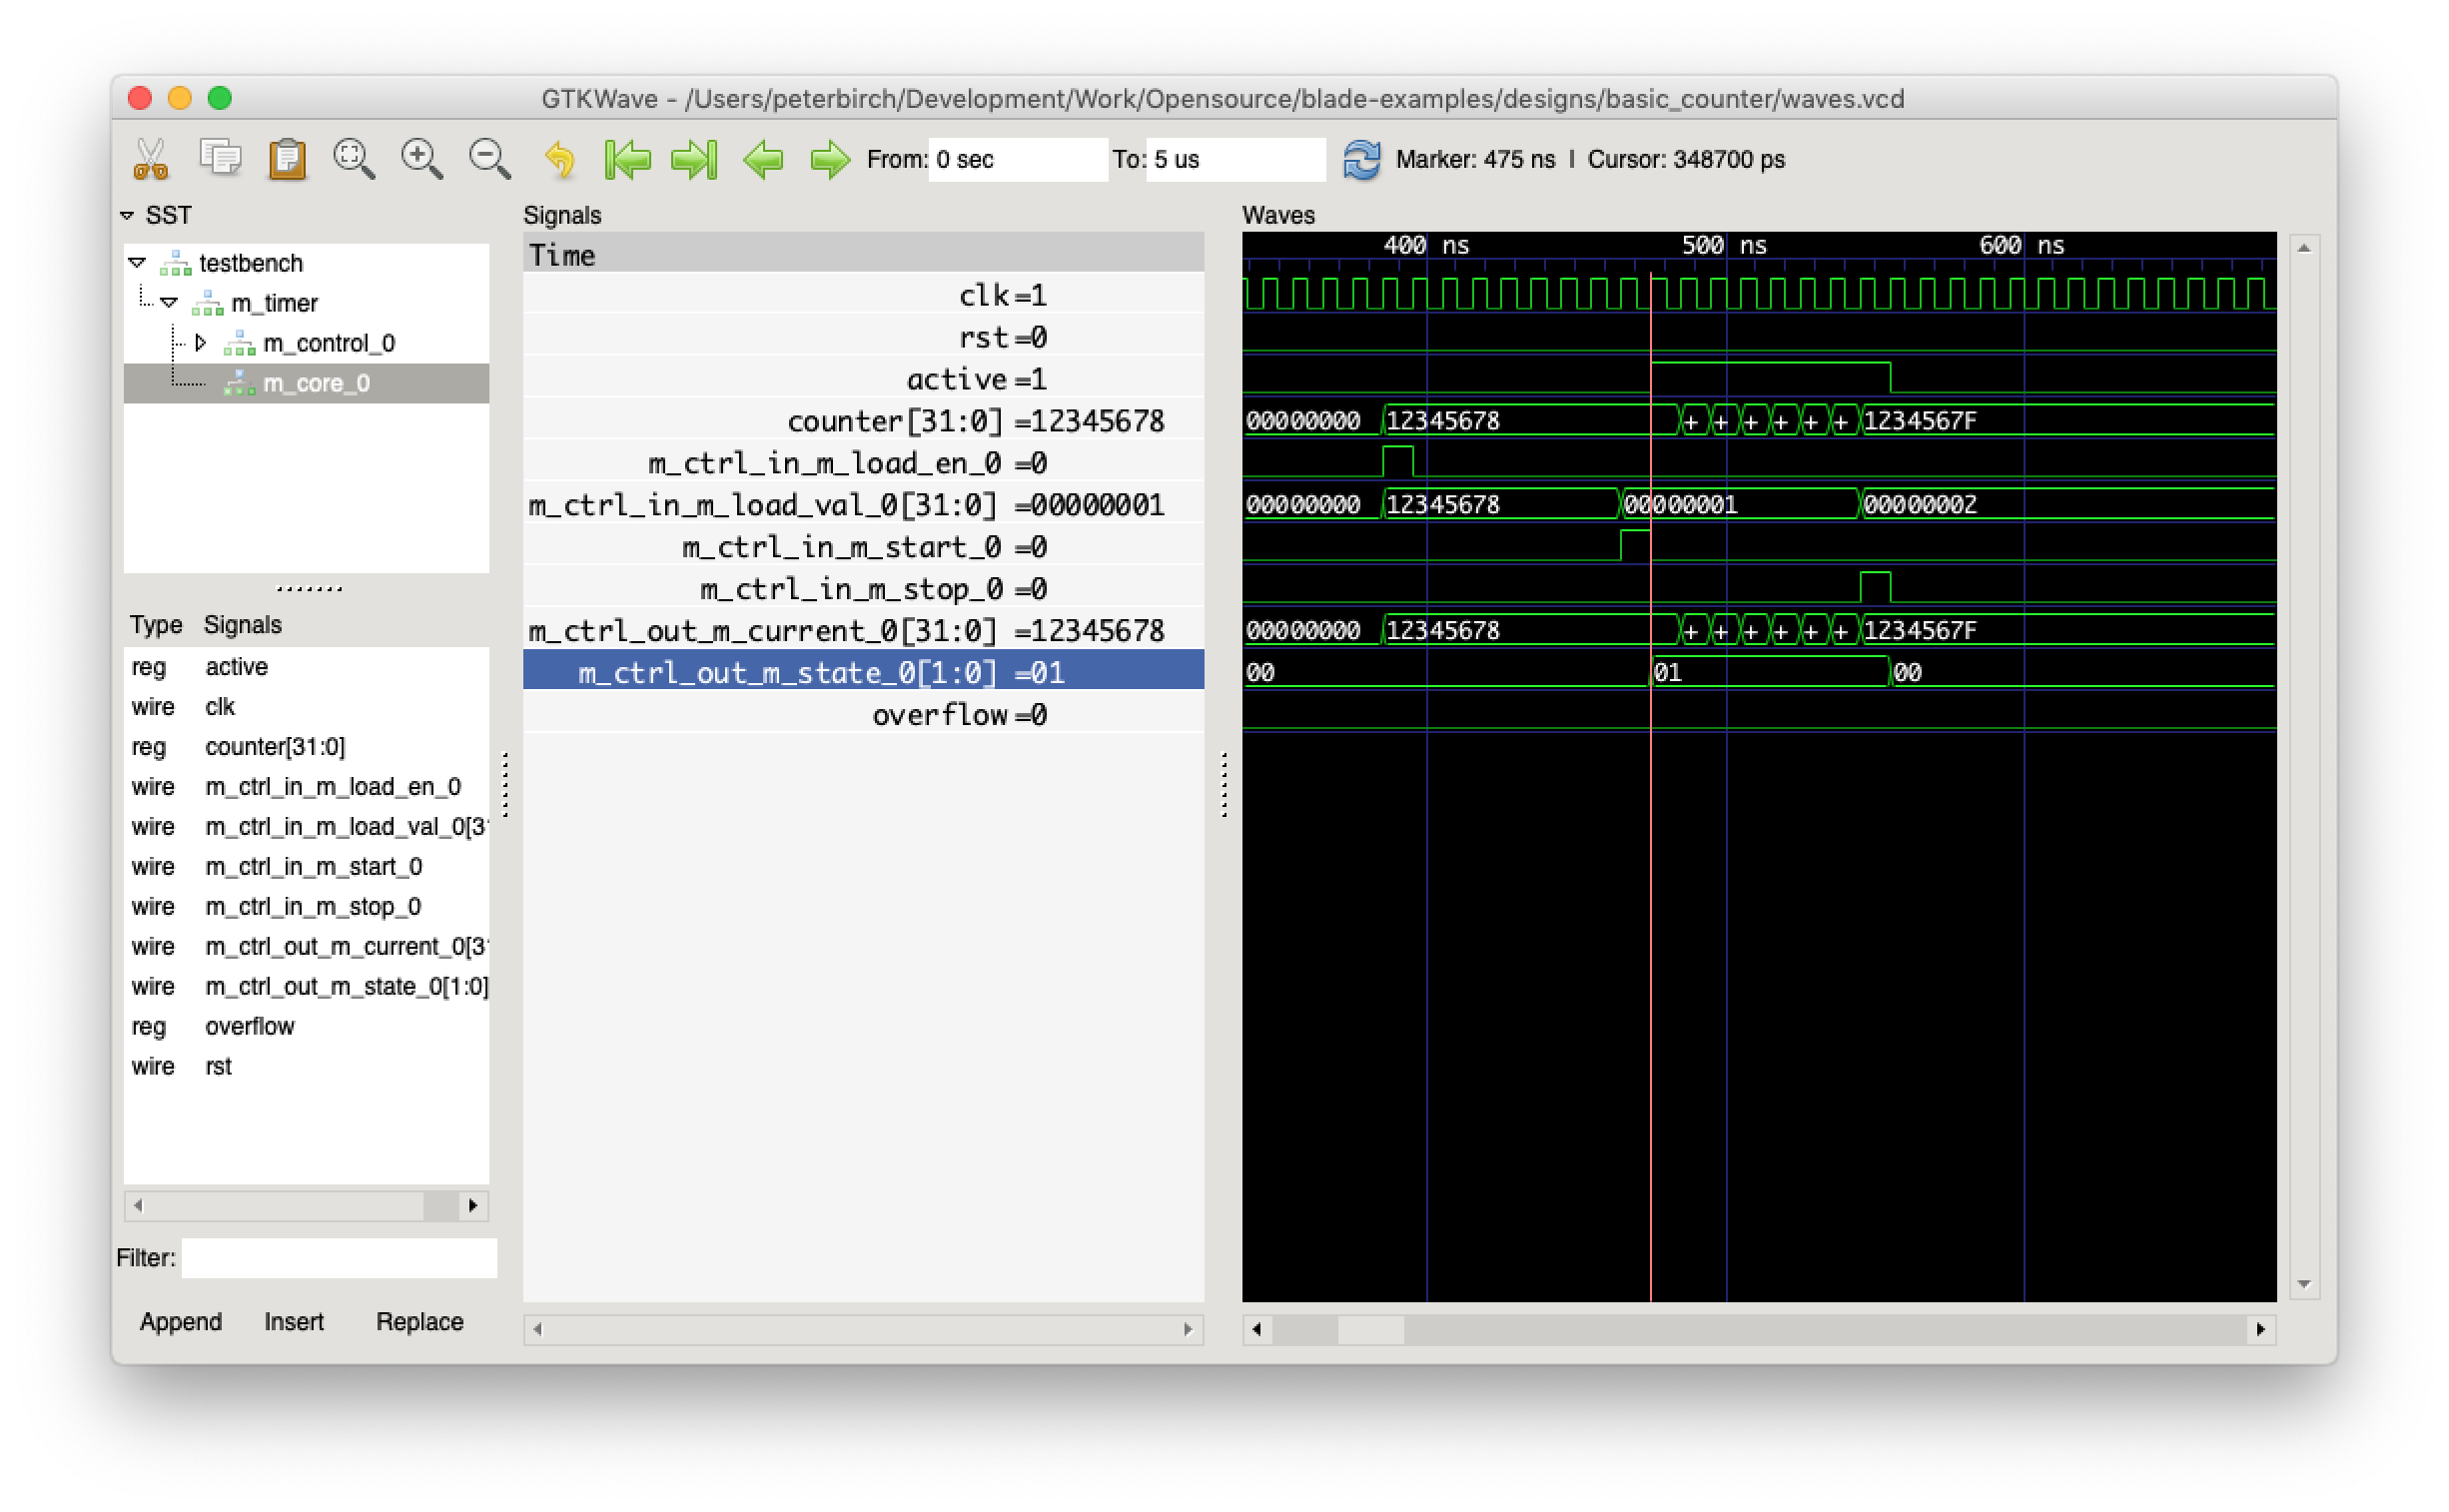 GTKWave - /Users/peterbirch/Development/Work/Opensource/blade-examples/designs/basic_counter/waves.vcd
From: 0 sec To: 5 us Marker: 475 ns | Cursor: 348700 ps
SST
testbench
m_timer
m_control_0
m_core_0
Type Signals
reg active
wire clk
reg counter[31:0]
wire m_ctrl_in_m_load_en_0
wire m_ctrl_in_m_load_val_0[3
wire m_ctrl_in_m_start_0
wire m_ctrl_in_m_stop_0
wire m_ctrl_out_m_current_0[3
wire m_ctrl_out_m_state_0[1:0]
reg overflow
wire rst
Filter:
Append Insert Replace
Signals
Time
clk =1
rst =0
active =1
counter[31:0] =12345678
m_ctrl_in_m_load_en_0 =0
m_ctrl_in_m_load_val_0[31:0] =00000001
m_ctrl_in_m_start_0 =0
m_ctrl_in_m_stop_0 =0
m_ctrl_out_m_current_0[31:0] =12345678
m_ctrl_out_m_state_0[1:0] =01
overflow =0
Waves
400 ns 500 ns 600 ns
00000000 12345678 + + + + + + 1234567F
00000000 12345678 00000001 00000002
00000000 12345678 + + + + + + 1234567F
00 01 00